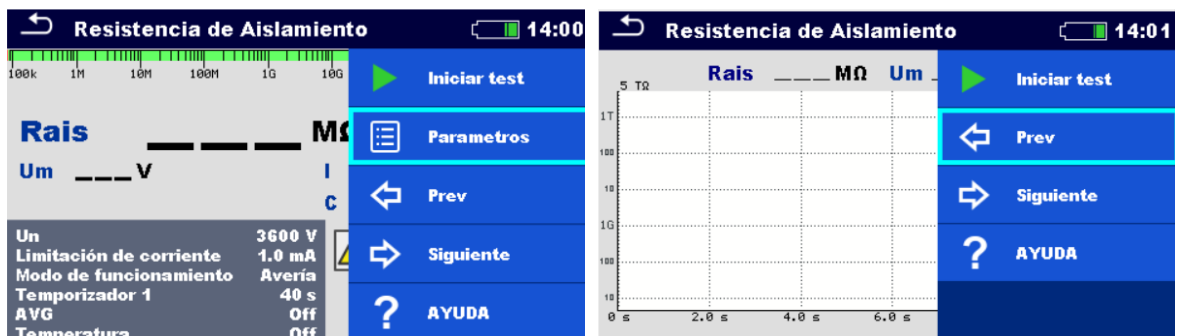 Resistencia de Aislamiento 14:00
100k 1M 10M 100M 1G 10G
Rais ___ MΩ
Um ___ V I
C
Un 3600 V
Limitación de corriente 1.0 mA
Modo de funcionamiento Avería
Temporizador 1 40 s
AVG Off
Temperatura Off
Iniciar test
Parametros
Prev
Siguiente
AYUDA
Resistencia de Aislamiento 14:01
Rais ___ MΩ Um _
5 TΩ
1T
100
10
1G
100
10
0 s 2.0 s 4.0 s 6.0 s
Iniciar test
Prev
Siguiente
AYUDA